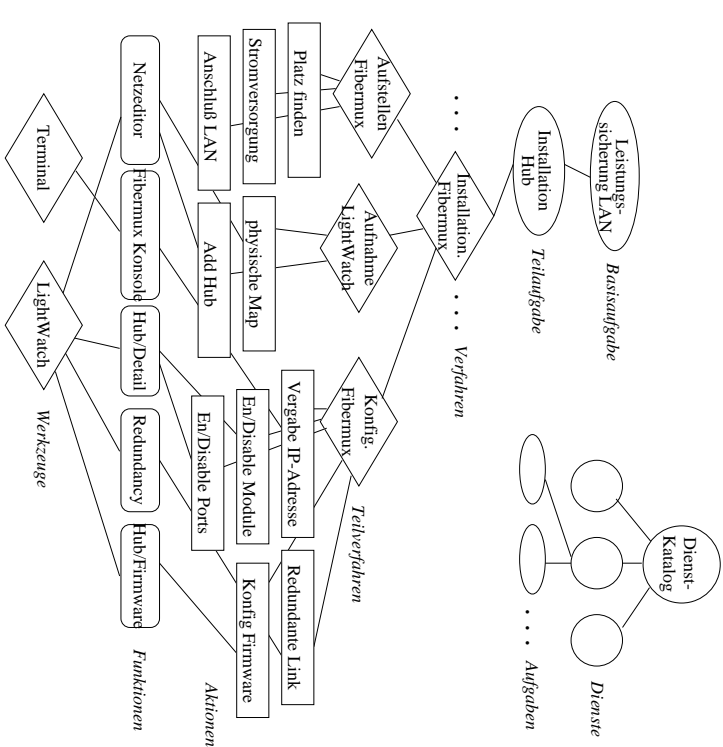 Dienst-
Katalog
Dienste
Leistungs-
sicherung LAN
Basisaufgabe
Installation
Hub
Teilaufgabe
. . . Aufgaben
. . .
Installation.
Fibermux
. . . Verfahren
Aufstellen
Fibermux
Aufnahme
LightWatch
Konfig.
Fibermux
Teilverfahren
Platz finden
Vergabe IP-Adresse
Redundante Link
Stromversorgung
physische Map
En/Disable Module
Konfig Firmware
Anschluß LAN
Add Hub
En/Disable Ports
Aktionen
Netzeditor
Fibermux Konsole
Hub/Detail
Redundancy
Hub/Firmware
Funktionen
Terminal
LightWatch
Werkzeuge